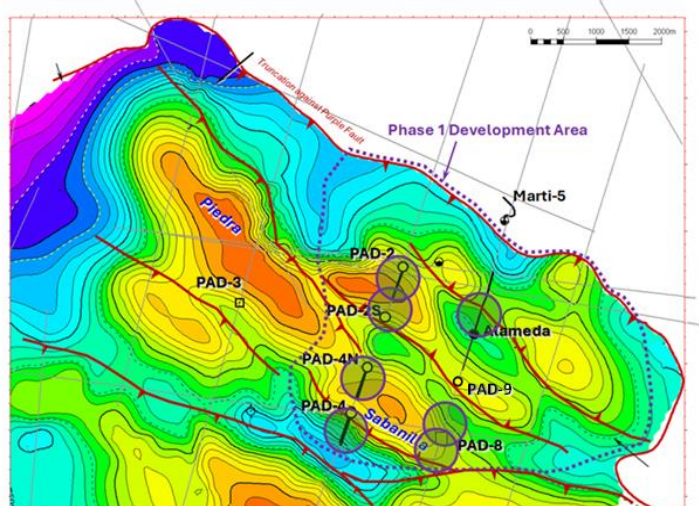 0 500 1000 1500 2000m
Truncation against Purple Fault
Phase 1 Development Area
Marti-5
Piedra
PAD-2
PAD-3
PAD-2S
Alameda
PAD-4N
PAD-9
PAD-4
Sabanilla
PAD-8